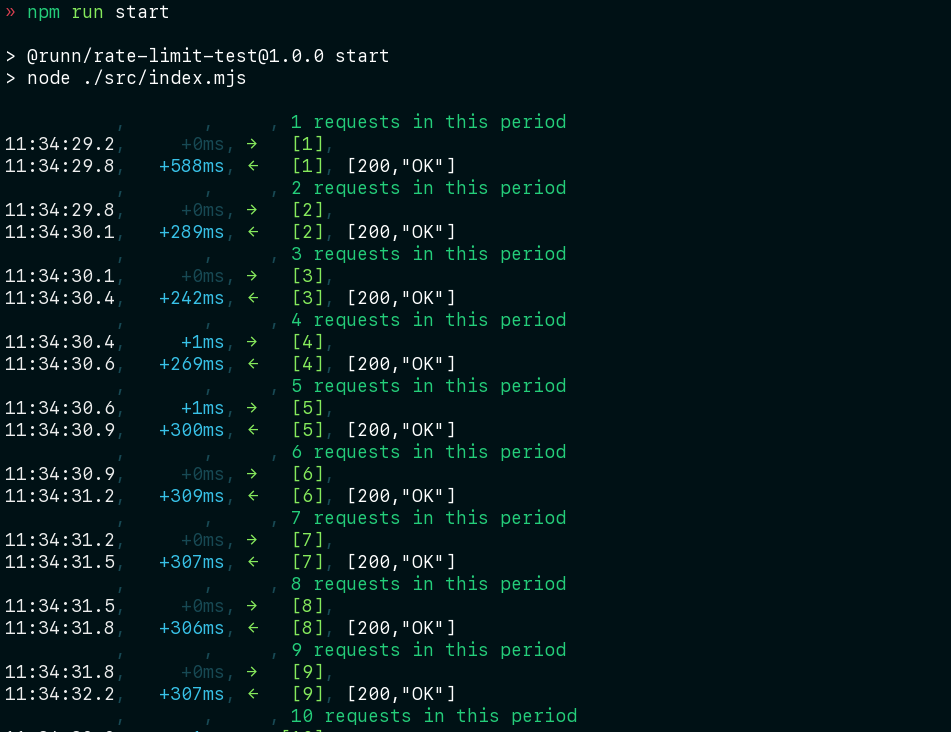 » npm run start
> @runn/rate-limit-test@1.0.0 start
> node ./src/index.mjs
, , , 1 requests in this period
11:34:29.2, +0ms, → [1],
11:34:29.8, +588ms, ← [1], [200,"OK"]
, , , 2 requests in this period
11:34:29.8, +0ms, → [2],
11:34:30.1, +289ms, ← [2], [200,"OK"]
, , , 3 requests in this period
11:34:30.1, +0ms, → [3],
11:34:30.4, +242ms, ← [3], [200,"OK"]
, , , 4 requests in this period
11:34:30.4, +1ms, → [4],
11:34:30.6, +269ms, ← [4], [200,"OK"]
, , , 5 requests in this period
11:34:30.6, +1ms, → [5],
11:34:30.9, +300ms, ← [5], [200,"OK"]
, , , 6 requests in this period
11:34:30.9, +0ms, → [6],
11:34:31.2, +309ms, ← [6], [200,"OK"]
, , , 7 requests in this period
11:34:31.2, +0ms, → [7],
11:34:31.5, +307ms, ← [7], [200,"OK"]
, , , 8 requests in this period
11:34:31.5, +0ms, → [8],
11:34:31.8, +306ms, ← [8], [200,"OK"]
, , , 9 requests in this period
11:34:31.8, +0ms, → [9],
11:34:32.2, +307ms, ← [9], [200,"OK"]
, , , 10 requests in this period